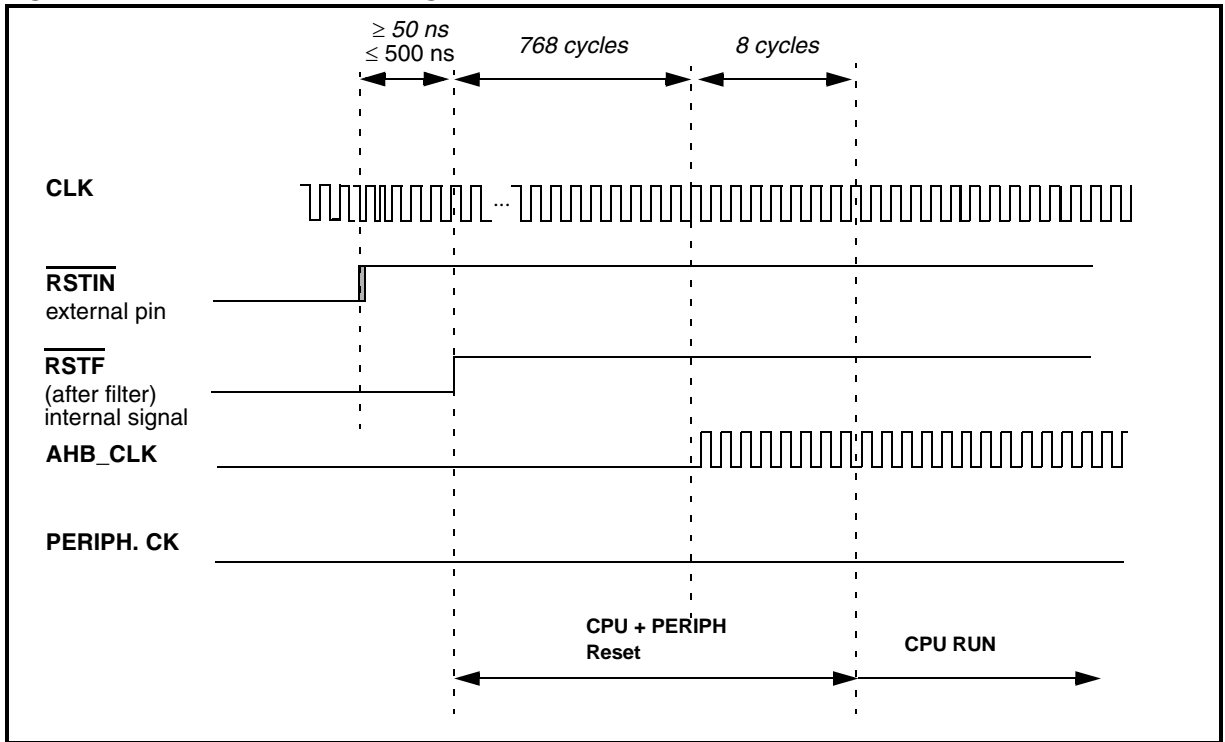 ≥ 50 ns
≤ 500 ns
768 cycles
8 cycles
CLK
...
RSTIN
external pin
RSTF
(after filter)
internal signal
AHB_CLK
PERIPH. CK
CPU + PERIPH
Reset
CPU RUN